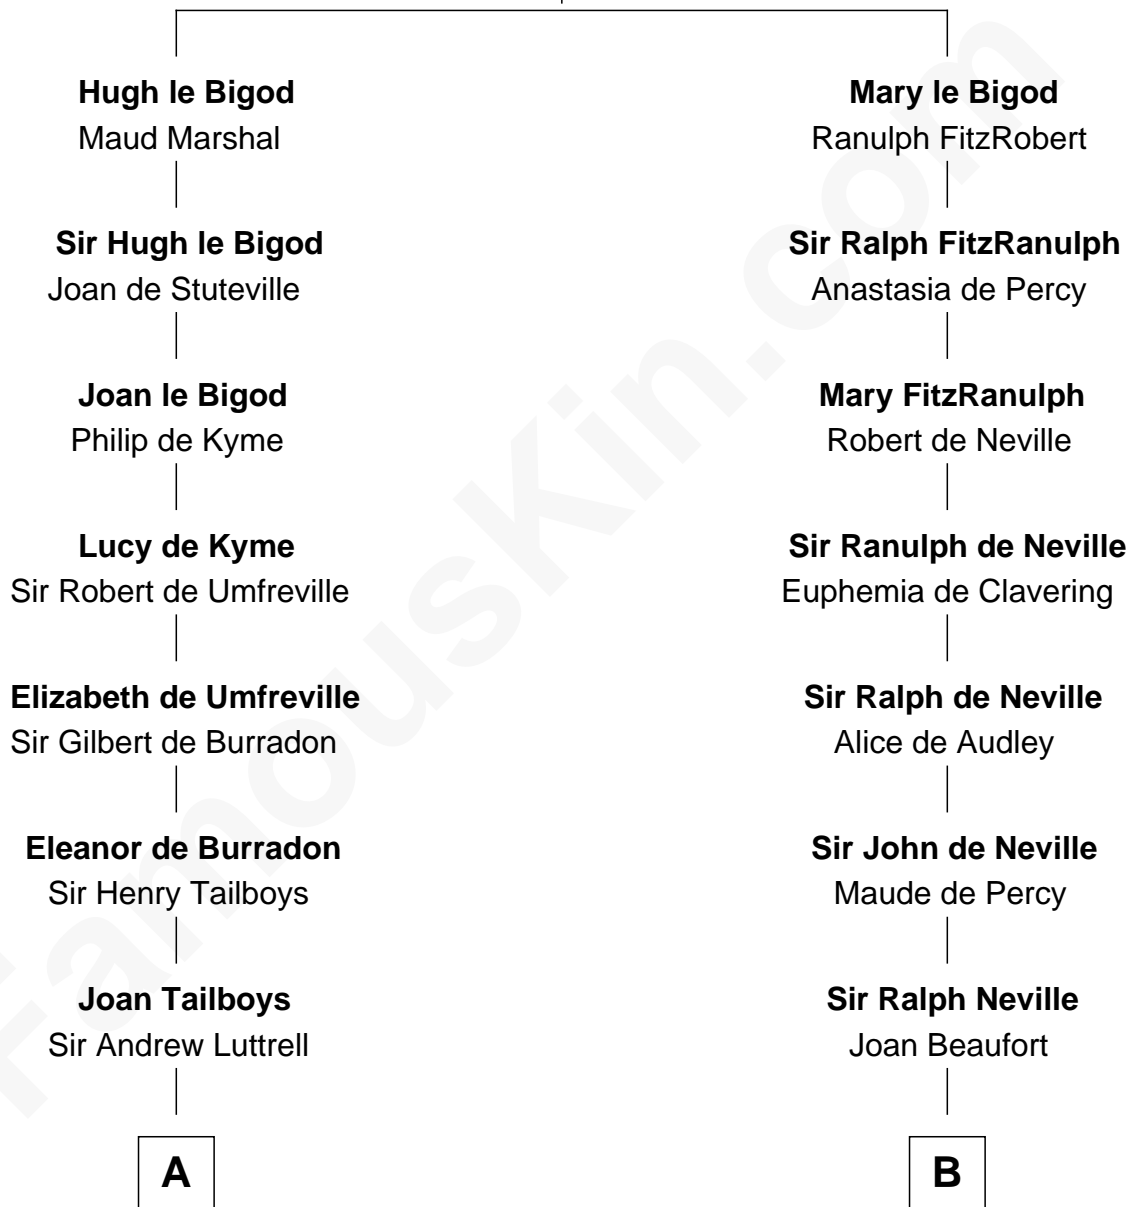 Hugh le Bigod
Maud Marshal
Sir Hugh le Bigod
Joan de Stuteville
Joan le Bigod
Philip de Kyme
Lucy de Kyme
Sir Robert de Umfreville
Elizabeth de Umfreville
Sir Gilbert de Burradon
Eleanor de Burradon
Sir Henry Tailboys
Joan Tailboys
Sir Andrew Luttrell
A
Mary le Bigod
Ranulph FitzRobert
Sir Ralph FitzRanulph
Anastasia de Percy
Mary FitzRanulph
Robert de Neville
Sir Ranulph de Neville
Euphemia de Clavering
Sir Ralph de Neville
Alice de Audley
Sir John de Neville
Maude de Percy
Sir Ralph Neville
Joan Beaufort
B
FamousKin.com